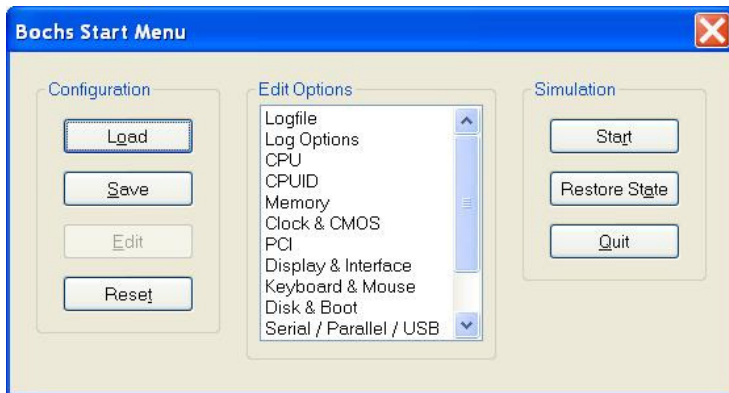 Bochs Start Menu
Configuration
Load
Save
Edit
Reset
Edit Options
Logfile
Log Options
CPU
CPUID
Memory
Clock & CMOS
PCI
Display & Interface
Keyboard & Mouse
Disk & Boot
Serial / Parallel / USB
Simulation
Start
Restore State
Quit